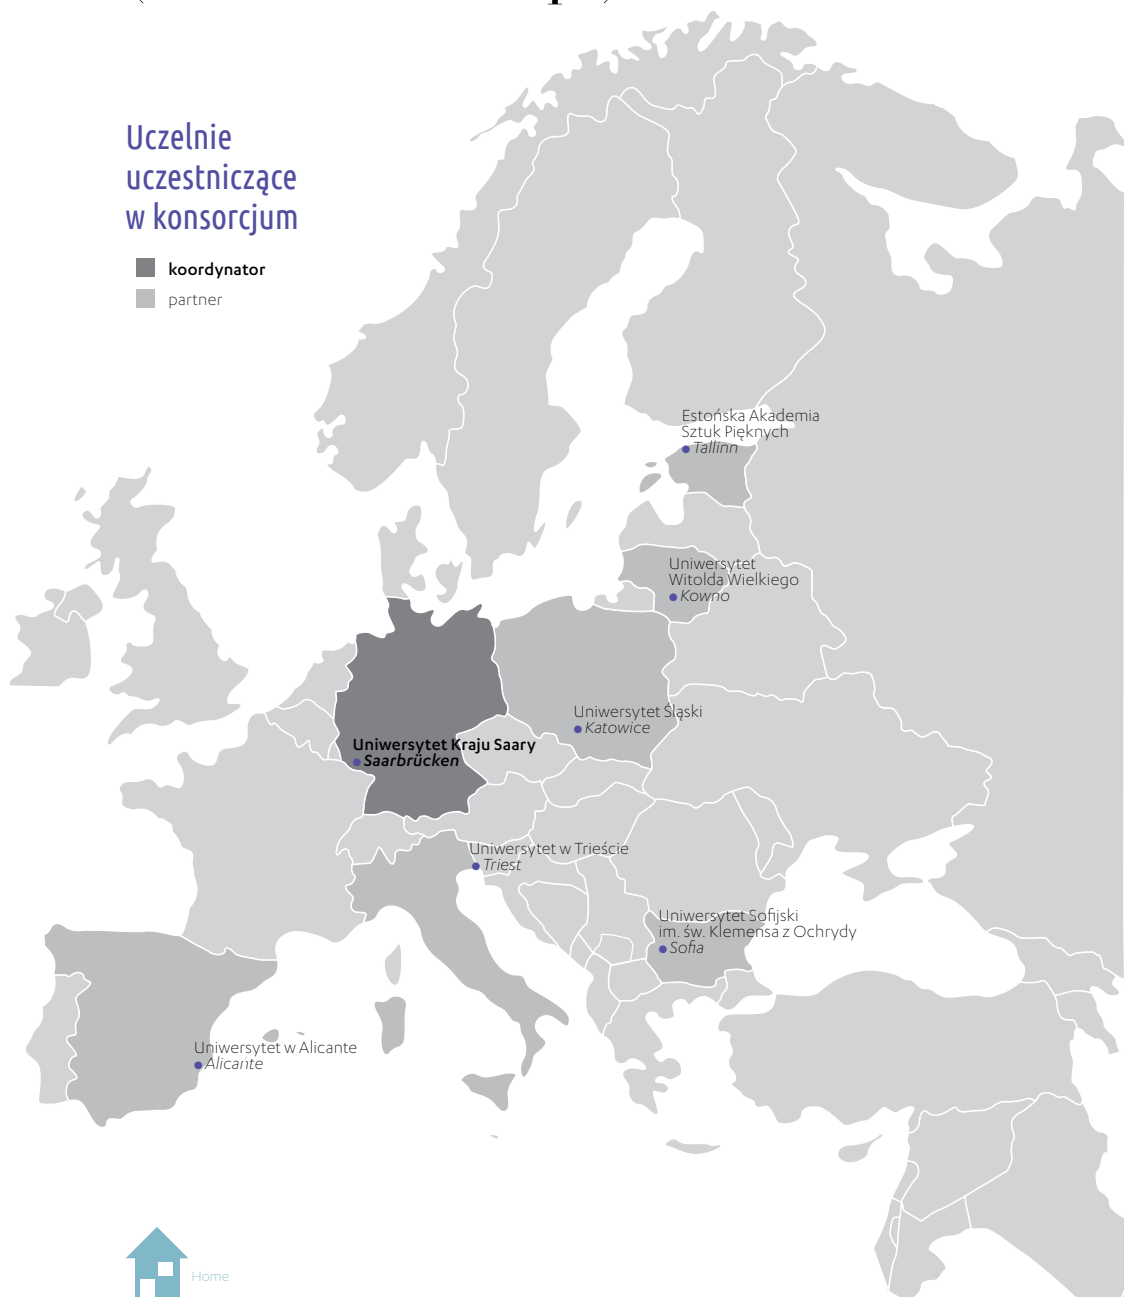 Uczelnie
uczestniczące
w konsorcjum
koordynator
partner
Estońska Akademia
Sztuk Pięknych
Tallinn
Uniwersytet
Witolda Wielkiego
Kowno
Uniwersytet Śląski
Katowice
Uniwersytet Kraju Saary
Saarbrücken
Uniwersytet w Trieście
Triest
Uniwersytet Sofijski
im. św. Klemensa z Ochrydy
Sofia
Uniwersytet w Alicante
Alicante
Home